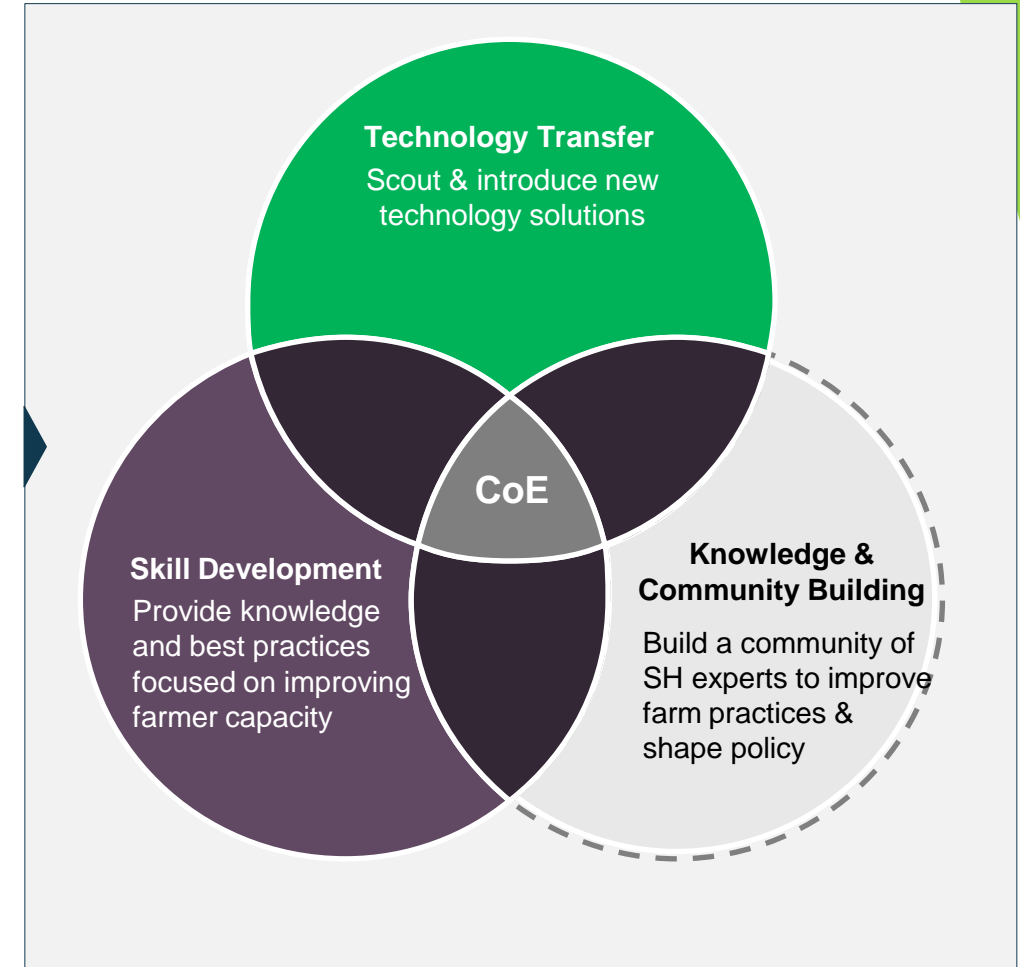 Technology Transfer
Scout & introduce new
technology solutions
CoE
Skill Development
Provide knowledge
and best practices
focused on improving
farmer capacity
Knowledge &
Community Building
Build a community of
SH experts to improve
farm practices &
shape policy